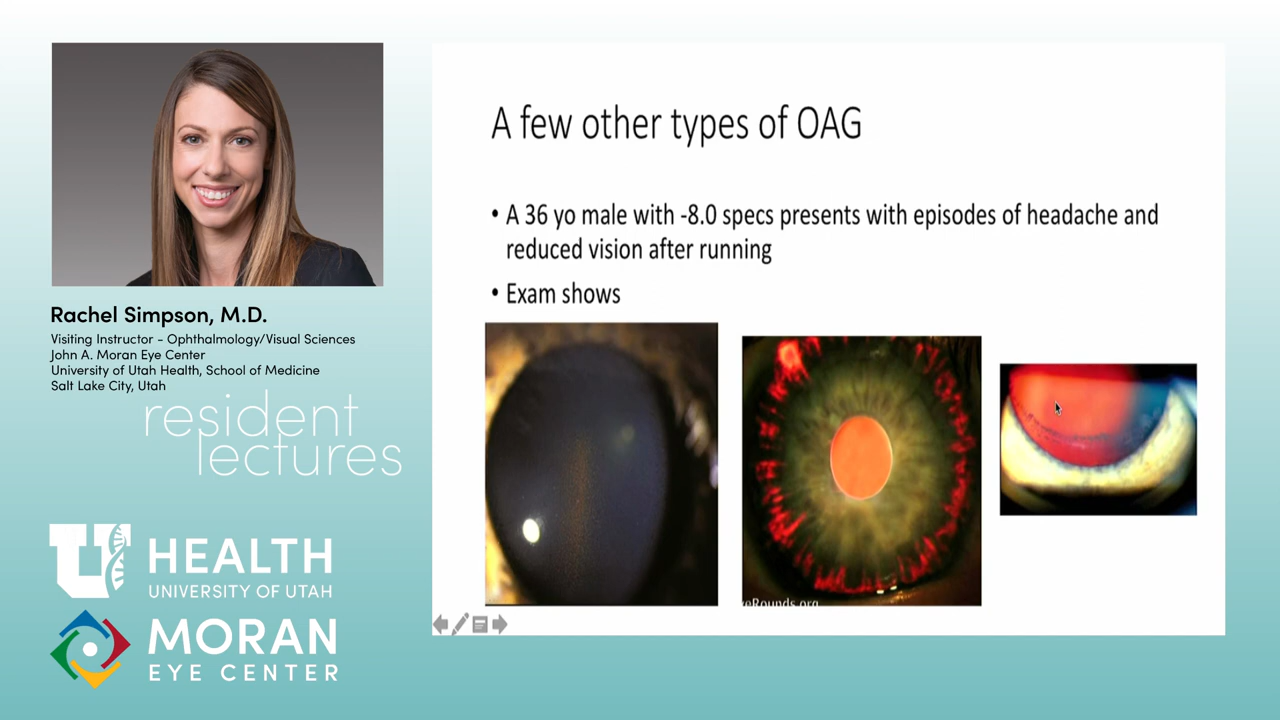 Rachel Simpson, M.D.
Visiting Instructor - Ophthalmology/Visual Sciences
John A. Moran Eye Center
University of Utah Health, School of Medicine
Salt Lake City, Utah
resident
lectures
U HEALTH
UNIVERSITY OF UTAH
MORAN
EYE CENTER
A few other types of OAG
• A 36 yo male with -8.0 specs presents with episodes of headache and
reduced vision after running
• Exam shows
yeRounds.org